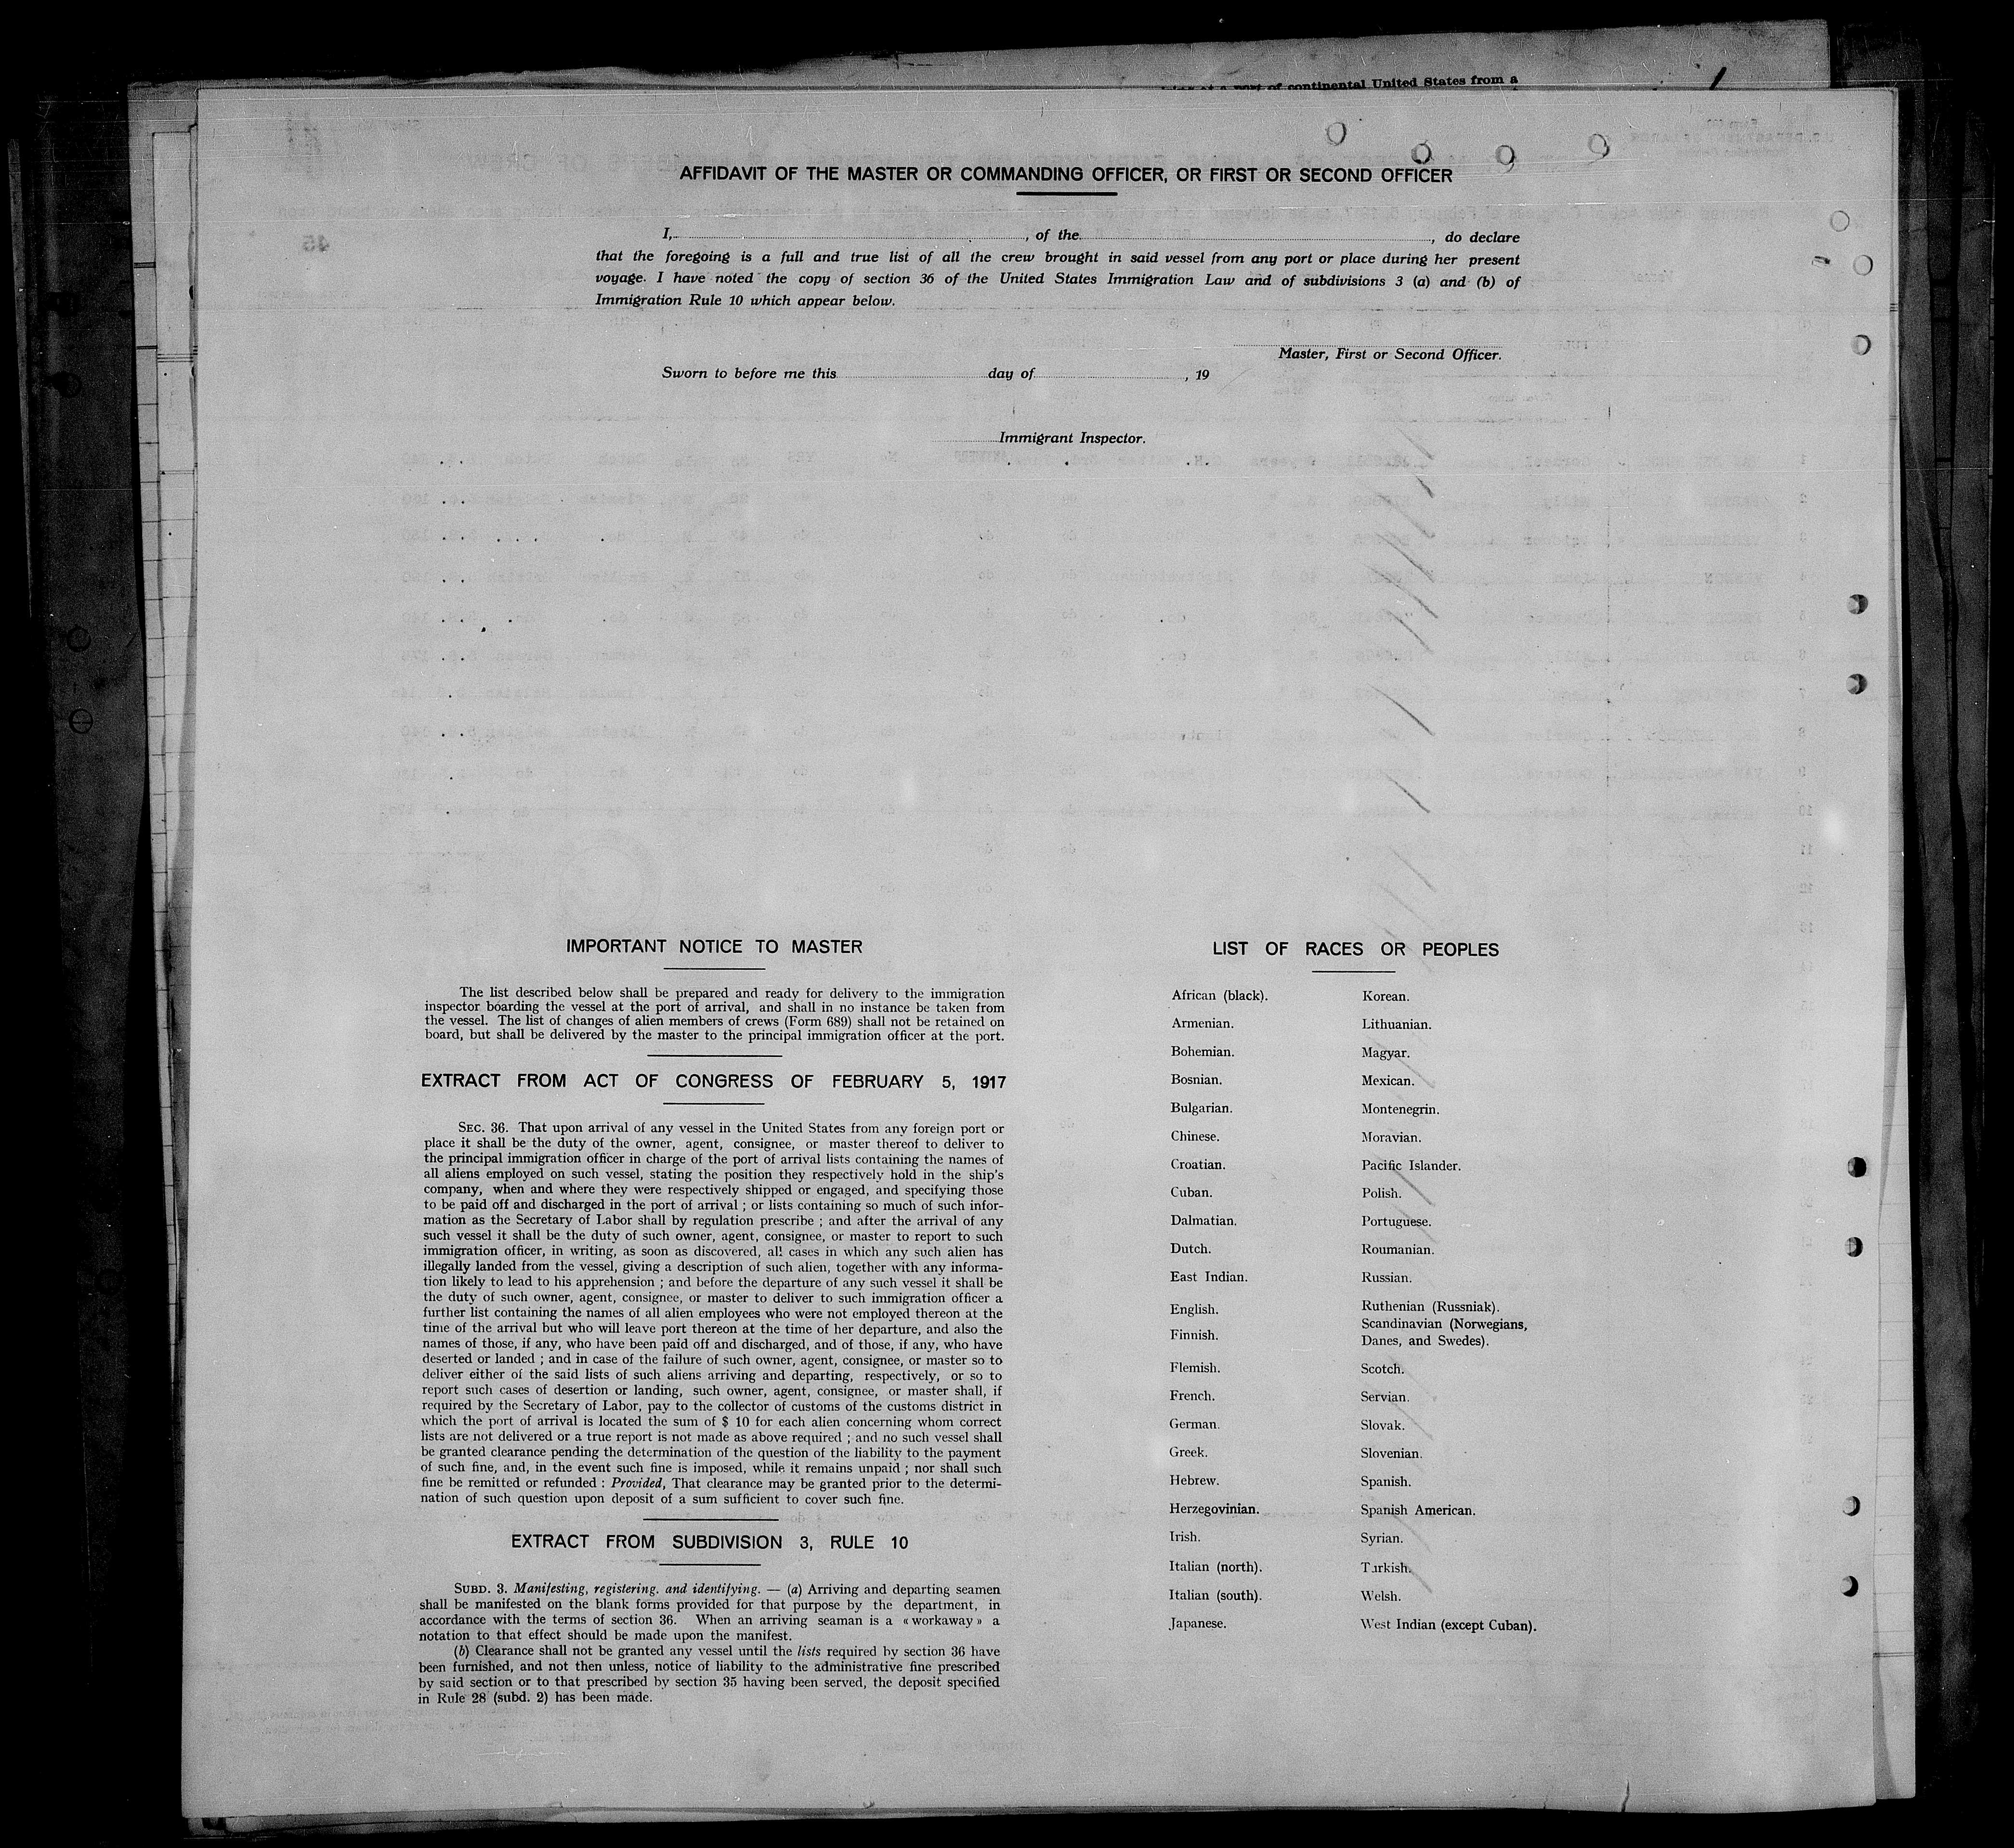 a port of continental United States from a
AFFIDAVIT OF THE MASTER OR COMMANDING OFFICER, OR FIRST OR SECOND OFFICER
I, , of the , do declare
that the foregoing is a full and true list of all the crew brought in said vessel from any port or place during her present
voyage. I have noted the copy of section 36 of the United States Immigration Law and of subdivisions 3 (a) and (b) of
Immigration Rule 10 which appear below.
Master, First or Second Officer.
Sworn to before me this day of , 19
Immigrant Inspector.
IMPORTANT NOTICE TO MASTER
The list described below shall be prepared and ready for delivery to the immigration
inspector boarding the vessel at the port of arrival, and shall in no instance be taken from
the vessel. The list of changes of alien members of crews (Form 689) shall not be retained on
board, but shall be delivered by the master to the principal immigration officer at the port.
EXTRACT FROM ACT OF CONGRESS OF FEBRUARY 5, 1917
SEC. 36. That upon arrival of any vessel in the United States from any foreign port or
place it shall be the duty of the owner, agent, consignee, or master thereof to deliver to
the principal immigration officer in charge of the port of arrival lists containing the names of
all aliens employed on such vessel, stating the position they respectively hold in the ship's
company, when and where they were respectively shipped or engaged, and specifying those
to be paid off and discharged in the port of arrival ; or lists containing so much of such infor-
mation as the Secretary of Labor shall by regulation prescribe ; and after the arrival of any
such vessel it shall be the duty of such owner, agent, consignee, or master to report to such
immigration officer, in writing, as soon as discovered, all cases in which any such alien has
illegally landed from the vessel, giving a description of such alien, together with any informa-
tion likely to lead to his apprehension ; and before the departure of any such vessel it shall be
the duty of such owner, agent, consignee, or master to deliver to such immigration officer a
further list containing the names of all alien employees who were not employed thereon at the
time of the arrival but who will leave port thereon at the time of her departure, and also the
names of those, if any, who have been paid off and discharged, and of those, if any, who have
deserted or landed ; and in case of the failure of such owner, agent, consignee, or master so to
deliver either of the said lists of such aliens arriving and departing, respectively, or so to
report such cases of desertion or landing, such owner, agent, consignee, or master shall, if
required by the Secretary of Labor, pay to the collector of customs of the customs district in
which the port of arrival is located the sum of $ 10 for each alien concerning whom correct
lists are not delivered or a true report is not made as above required ; and no such vessel shall
be granted clearance pending the determination of the question of the liability to the payment
of such fine, and, in the event such fine is imposed, while it remains unpaid ; nor shall such
fine be remitted or refunded : Provided, That clearance may be granted prior to the determi-
nation of such question upon deposit of a sum sufficient to cover such fine.
EXTRACT FROM SUBDIVISION 3, RULE 10
SUBD. 3. Manifesting, registering. and identifying. — (a) Arriving and departing seamen
shall be manifested on the blank forms provided for that purpose by the department, in
accordance with the terms of section 36. When an arriving seaman is a « workaway » a
notation to that effect should be made upon the manifest.
(b) Clearance shall not be granted any vessel until the lists required by section 36 have
been furnished, and not then unless, notice of liability to the administrative fine prescribed
by said section or to that prescribed by section 35 having been served, the deposit specified
in Rule 28 (subd. 2) has been made.
LIST OF RACES OR PEOPLES
African (black).
Armenian.
Bohemian.
Bosnian.
Bulgarian.
Chinese.
Croatian.
Cuban.
Dalmatian.
Dutch.
East Indian.
English.
Finnish.
Flemish.
French.
German.
Greek.
Hebrew.
Herzegovinian.
Irish.
Italian (north).
Italian (south).
Japanese.
Korean.
Lithuanian.
Magyar.
Mexican.
Montenegrin.
Moravian.
Pacific Islander.
Polish.
Portuguese.
Roumanian.
Russian.
Ruthenian (Russniak).
Scandinavian (Norwegians,
Danes, and Swedes).
Scotch.
Servian.
Slovak.
Slovenian.
Spanish.
Spanish American.
Syrian.
Turkish.
Welsh.
West Indian (except Cuban).